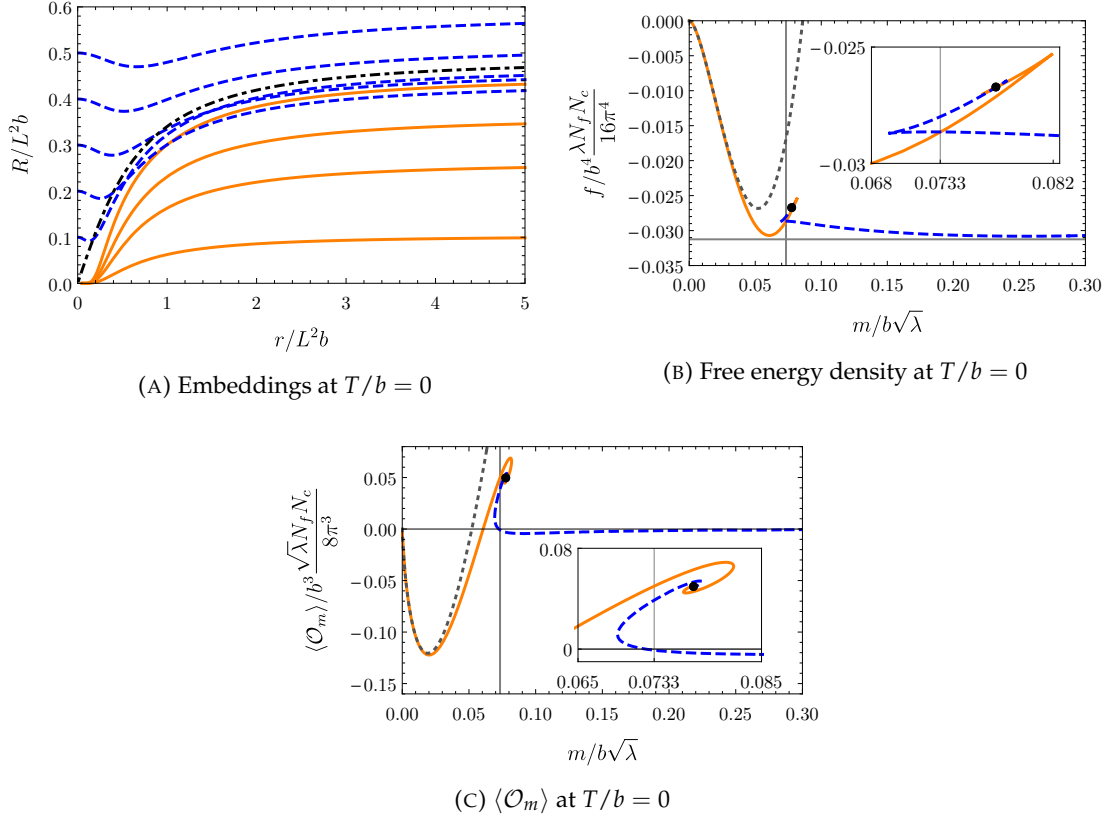 R/L²b
0.6
0.5
0.4
0.3
0.2
0.1
0.0
0 1 2 3 4 5
r/L²b
(A) Embeddings at T/b = 0
f/b⁴ λN_fN_c/16π⁴
0.000
−0.005
−0.010
−0.015
−0.020
−0.025
−0.030
−0.035
0.00 0.05 0.10 0.15 0.20 0.25 0.30
m/b√λ
−0.025
−0.03
0.068 0.0733 0.082
(B) Free energy density at T/b = 0
⟨O_m⟩/b³ √λN_fN_c/8π³
0.05
0.00
−0.05
−0.10
−0.15
0.00 0.05 0.10 0.15 0.20 0.25 0.30
m/b√λ
0.08
0
0.065 0.0733 0.085
(C) ⟨O_m⟩ at T/b = 0